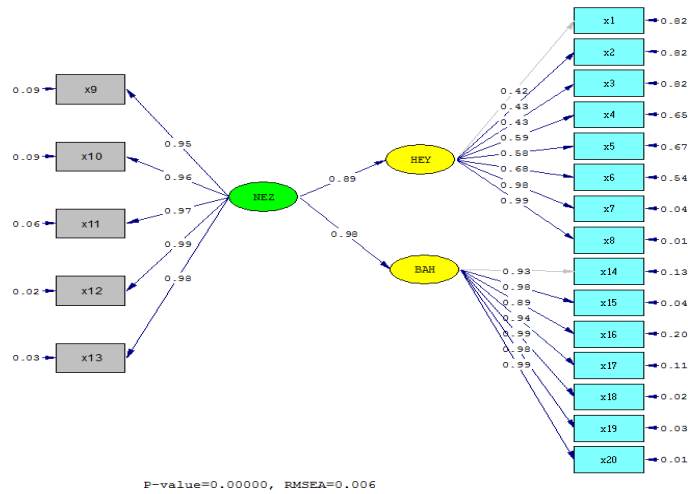 x1
0.82
x2
0.82
x3
0.82
x4
0.65
x5
0.67
x6
0.54
x7
0.04
x8
0.01
x14
0.13
x15
0.04
x16
0.20
x17
0.11
x18
0.02
x19
0.03
x20
0.01
0.42
0.43
0.43
0.59
0.58
0.68
0.98
0.99
0.93
0.98
0.89
0.94
0.99
0.98
0.99
HEY
BAH
0.89
0.98
NEZ
0.95
0.96
0.97
0.99
0.98
0.09
x9
0.09
x10
0.06
x11
0.02
x12
0.03
x13
P-value=0.00000, RMSEA=0.006